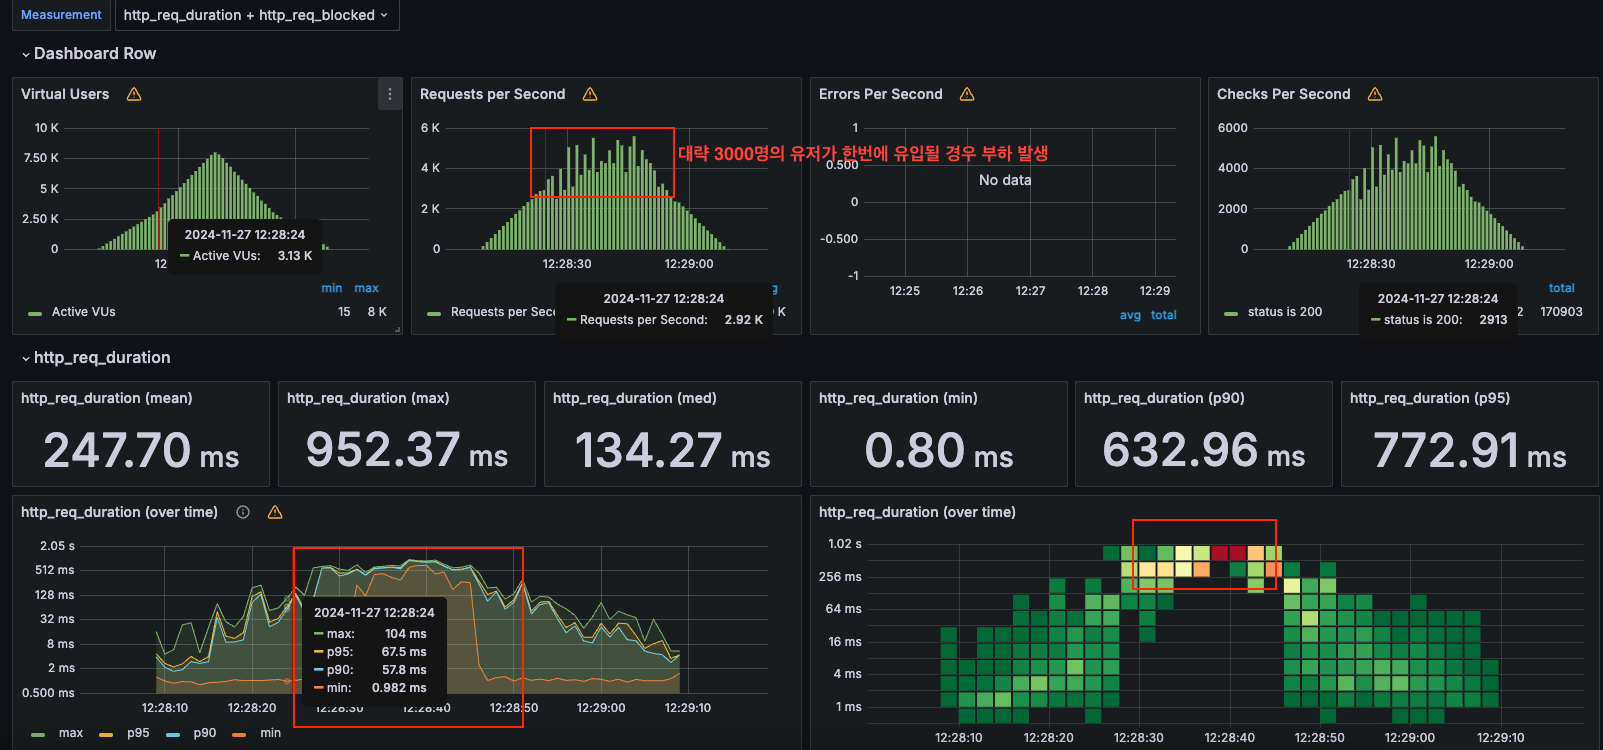 Measurement
http_req_duration + http_req_blocked
Dashboard Row
Virtual Users
10 K
7.50 K
5 K
2.50 K
0
12
2024-11-27 12:28:24
Active VUs: 3.13 K
min max
Active VUs 15 8 K
Requests per Second
6 K
4 K
2 K
0
12:28:30 12:29:00
대략 3000명의 유저가 한번에 유입될 경우 부하 발생
2024-11-27 12:28:24
Requests per Second: 2.92 K
Requests per K
Errors Per Second
1
0.500
No data
0
-0.500
-1
12:25 12:26 12:27 12:28 12:29
avg total
Checks Per Second
6000
4000
2000
0
12:28:30 12:29:00
2024-11-27 12:28:24
status is 200: 2913
total
status is 200 2 170903
http_req_duration
http_req_duration (mean)
247.70 ms
http_req_duration (max)
952.37 ms
http_req_duration (med)
134.27 ms
http_req_duration (min)
0.80 ms
http_req_duration (p90)
632.96 ms
http_req_duration (p95)
772.91 ms
http_req_duration (over time)
2.05 s
512 ms
128 ms
32 ms
8 ms
2 ms
0.500 ms
2024-11-27 12:28:24
max: 104 ms
p95: 67.5 ms
p90: 57.8 ms
min: 0.982 ms
12:28:10 12:28:20 12:28:30 12:28:40 12:28:50 12:29:00 12:29:10
max p95 p90 min
http_req_duration (over time)
1.02 s
256 ms
64 ms
16 ms
4 ms
1 ms
12:28:10 12:28:20 12:28:30 12:28:40 12:28:50 12:29:00 12:29:10